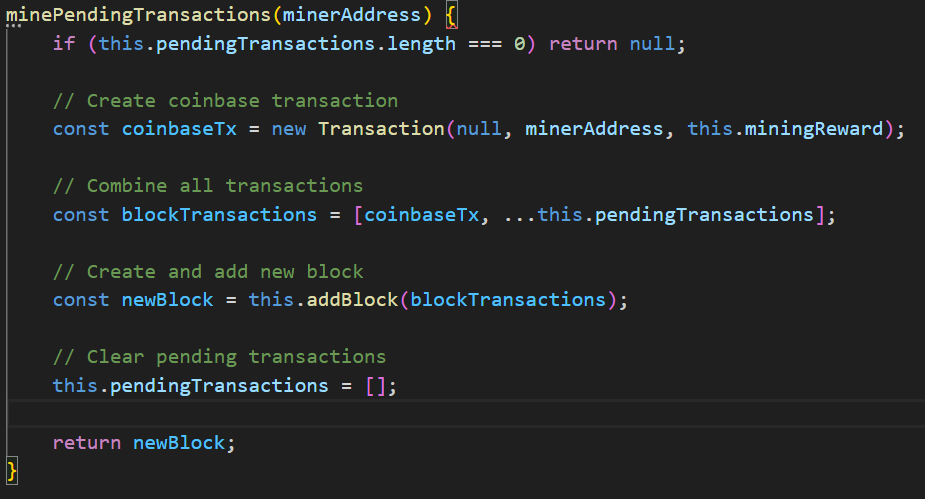 minePendingTransactions(minerAddress) {
if (this.pendingTransactions.length === 0) return null;
// Create coinbase transaction
const coinbaseTx = new Transaction(null, minerAddress, this.miningReward);
// Combine all transactions
const blockTransactions = [coinbaseTx, ...this.pendingTransactions];
// Create and add new block
const newBlock = this.addBlock(blockTransactions);
// Clear pending transactions
this.pendingTransactions = [];
return newBlock;
}